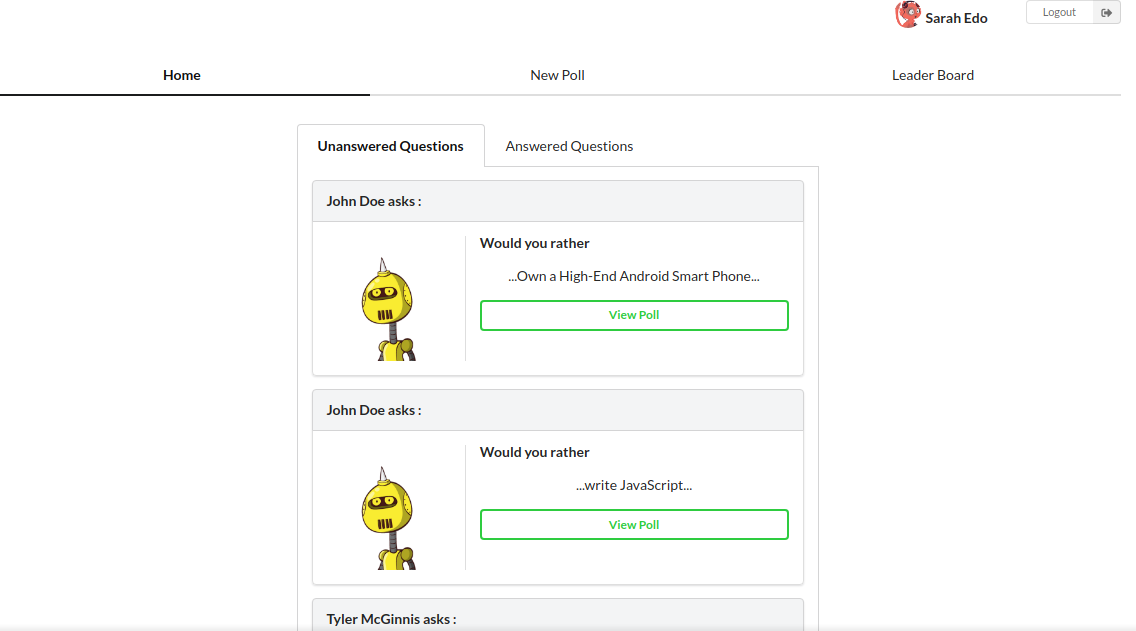 Sarah Edo
Logout
Home
New Poll
Leader Board
Unanswered Questions
Answered Questions
John Doe asks :
Would you rather
...Own a High-End Android Smart Phone...
View Poll
John Doe asks :
Would you rather
...write JavaScript...
View Poll
Tyler McGinnis asks :